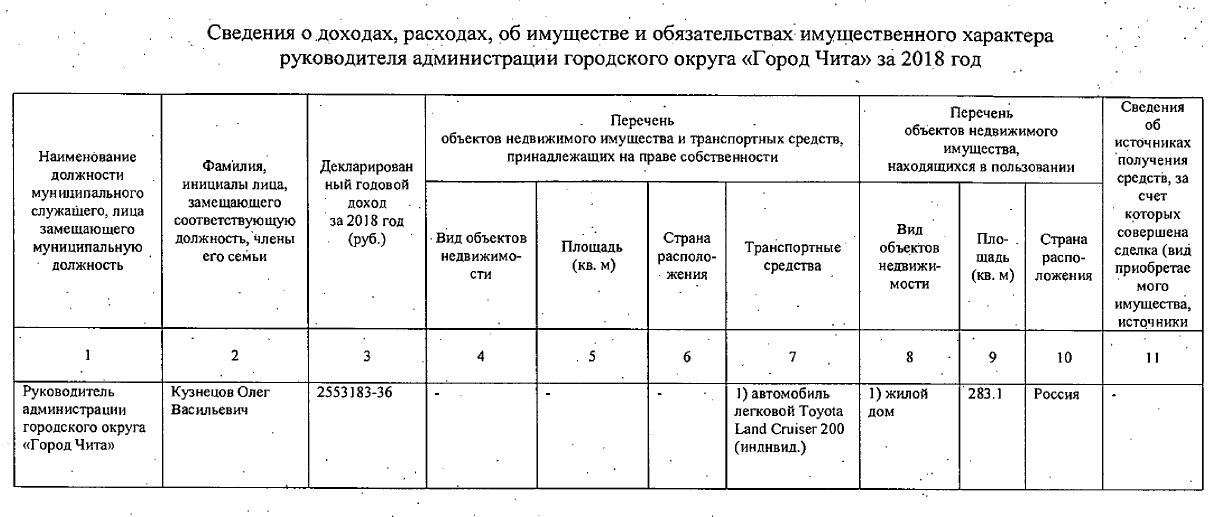 Сведения о доходах, расходах, об имуществе и обязательствах имущественного характера
руководителя администрации городского округа «Город Чита» за 2018 год
Наименование
должности
муниципального
служащего, лица
замещающего
муниципальную
должность
Фамилия,
инициалы лица,
замещающего
соответствующую
должность, члены
его семьи
Декларирован
ный годовой
доход
за 2018 год
(руб.)
Перечень
объектов недвижимого имущества и транспортных средств,
принадлежащих на праве собственности
Вид объектов
недвижимо-
сти
Площадь
(кв. м)
Страна
располо-
жения
Транспортные
средства
Перечень
объектов недвижимого
имущества,
находящихся в пользовании
Вид
объектов
недвижи-
мости
Пло-
щадь
(кв. м)
Страна
распо-
ложения
Сведения
об
источниках
получения
средств, за
счет
которых
совершена
сделка (вид
приобретае
мого
имущества,
источники
1 2 3 4 5 6 7 8 9 10 11
Руководитель
администрации
городского округа
«Город Чита»
Кузнецов Олег
Васильевич
2553183-36
-
-
-
1) автомобиль
легковой Toyota
Land Cruiser 200
(индивид.)
1) жилой
дом
283.1
Россия
-